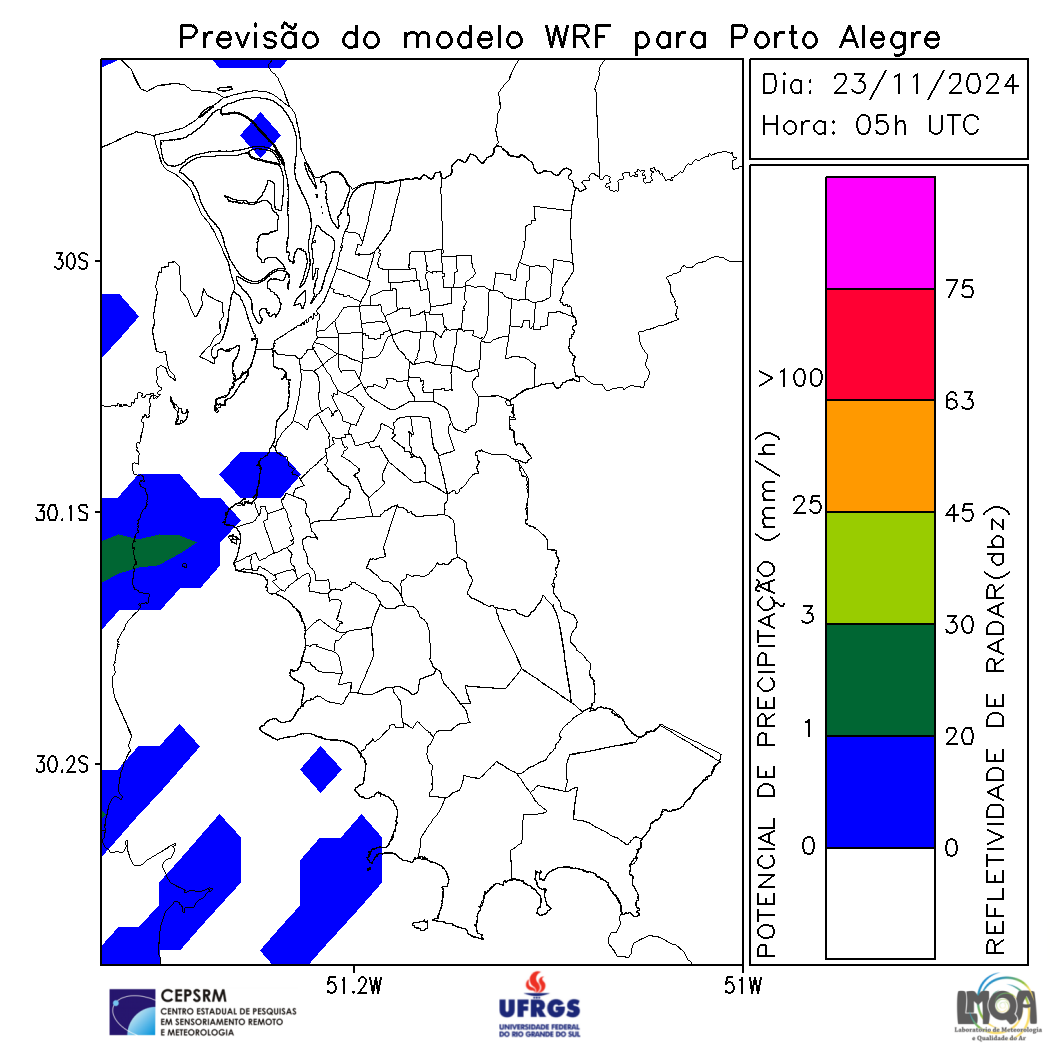 Previsão do modelo WRF para Porto Alegre
Dia: 23/11/2024
Hora: 05h UTC
30S
30.1S
30.2S
51.2W
51W
POTENCIAL DE PRECIPITAÇÃO (mm/h)
>100
25
3
1
0
75
63
45
30
20
0
REFLETIVIDADE DE RADAR(dbz)
CEPSRM
CENTRO ESTADUAL DE PESQUISAS
EM SENSORIAMENTO REMOTO
E METEOROLOGIA
UFRGS
UNIVERSIDADE FEDERAL
DO RIO GRANDE DO SUL
LMQA
Laboratório de Meteorologia
e Qualidade do Ar